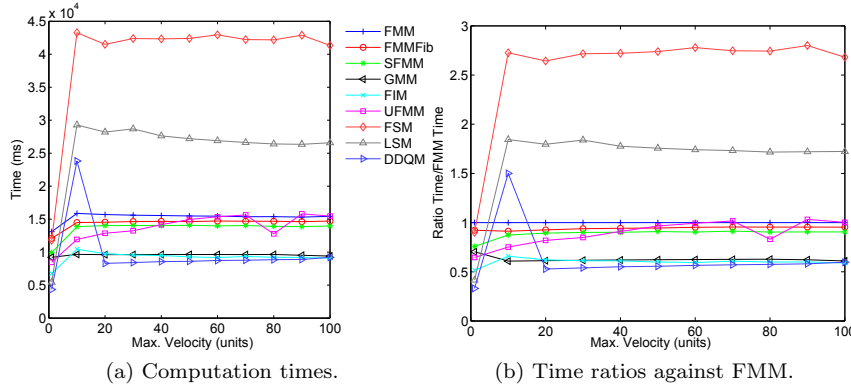 x 10⁴
4.5
4
3.5
3
2.5
2
1.5
1
0.5
0
0 20 40 60 80 100
Time (ms)
Max. Velocity (units)
(a) Computation times.
FMM
FMMFib
SFMM
GMM
FIM
UFMM
FSM
LSM
DDQM
3
2.5
2
1.5
1
0.5
0
0 20 40 60 80 100
Ratio Time/FMM Time
Max. Velocity (units)
(b) Time ratios against FMM.